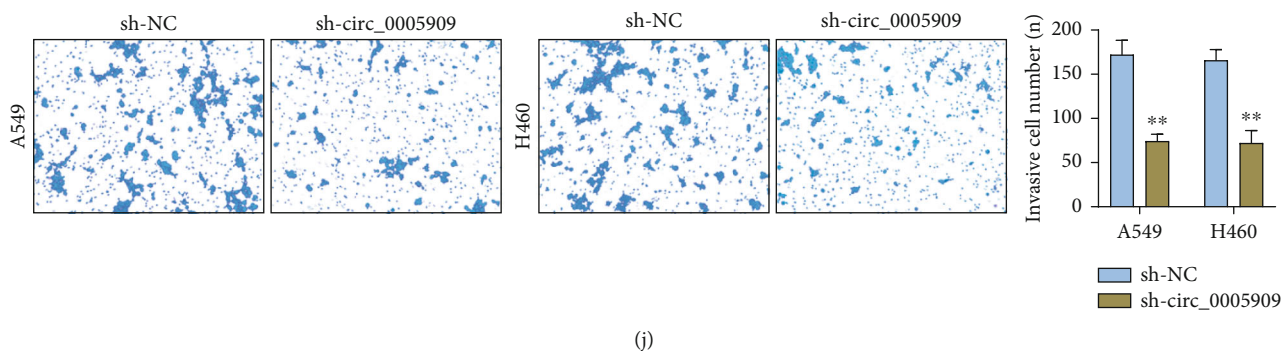 sh-NC
sh-circ_0005909
sh-NC
sh-circ_0005909
A549
H460
Invasive cell number (n)
200
150
100
50
0
**
**
A549
H460
sh-NC
sh-circ_0005909
(j)